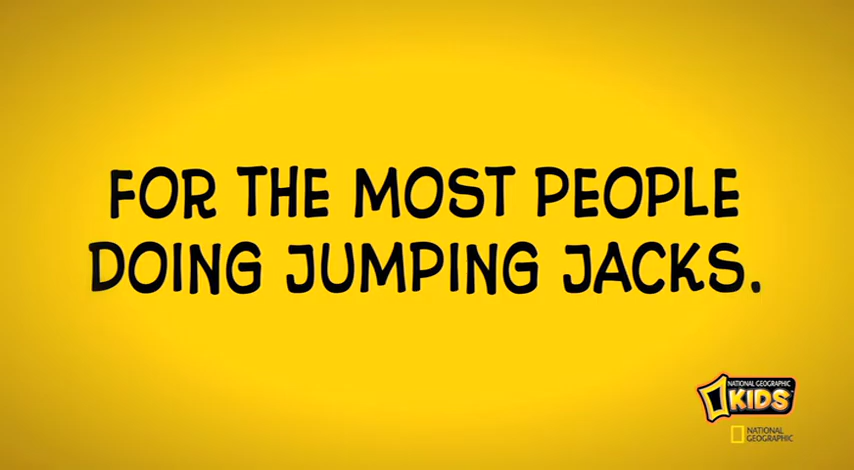 FOR THE MOST PEOPLE
DOING JUMPING JACKS.
NATIONAL GEOGRAPHIC
KIDS
NATIONAL
GEOGRAPHIC